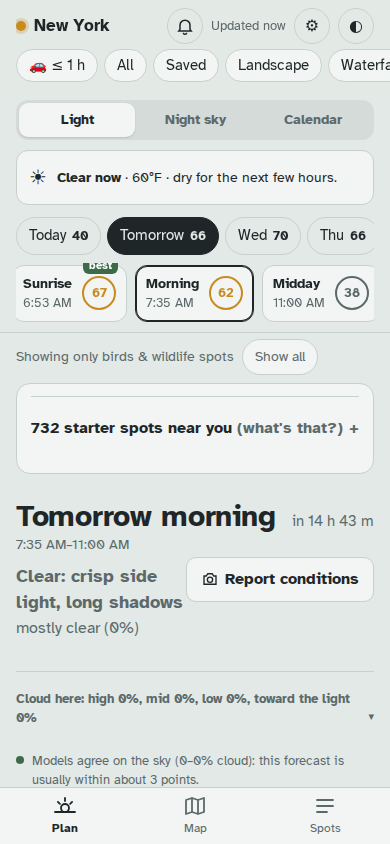 New York
Updated now
🚗 ≤ 1 h
All
Saved
Landscape
Waterfa
Light
Night sky
Calendar
Clear now · 60°F · dry for the next few hours.
Today 40
Tomorrow 66
Wed 70
Thu 66
best
Sunrise
6:53 AM
67
Morning
7:35 AM
62
Midday
11:00 AM
38
Showing only birds & wildlife spots
Show all
732 starter spots near you (what's that?) +
Tomorrow morning
in 14 h 43 m
7:35 AM–11:00 AM
Clear: crisp side
light, long shadows
mostly clear (0%)
Report conditions
Cloud here: high 0%, mid 0%, low 0%, toward the light
0%
Models agree on the sky (0–0% cloud): this forecast is
usually within about 3 points.
Plan
Map
Spots